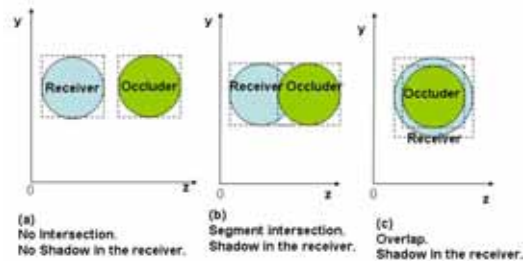 y
Receiver
Occluder
0
z
(a)
No Intersection.
No Shadow in the receiver.
y
Receiver
Occluder
0
z
(b)
Segment intersection.
Shadow in the receiver.
y
Occluder
Receiver
0
z
(c)
Overlap.
Shadow in the receiver.